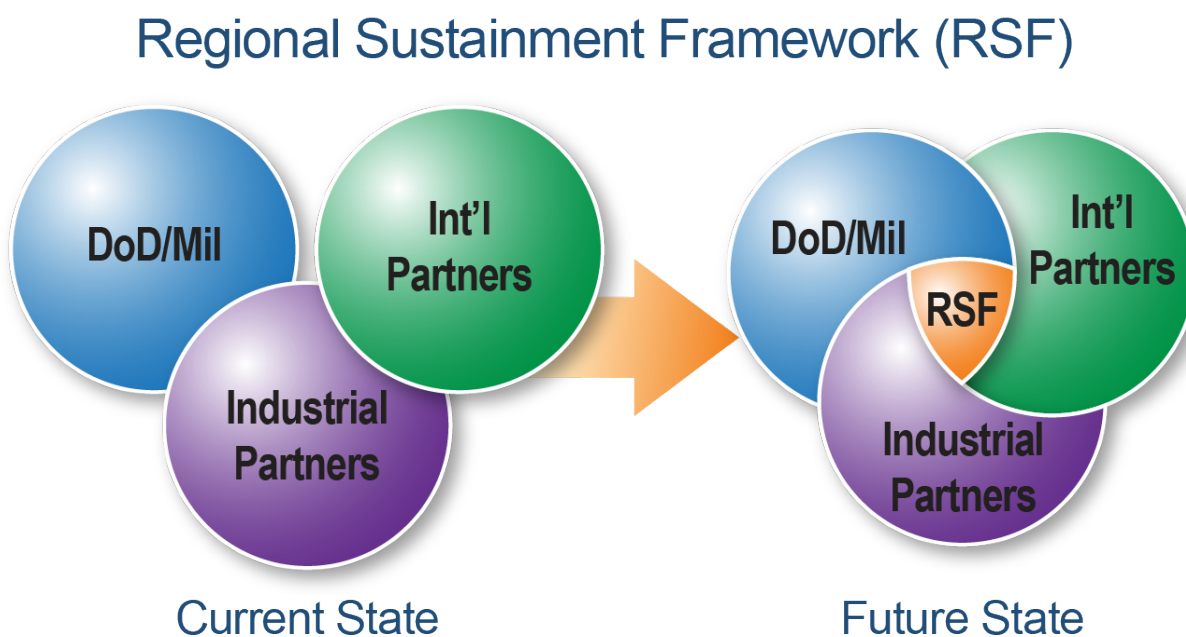 Regional Sustainment Framework (RSF)
DoD/Mil
Int'l
Partners
Industrial
Partners
Current State
DoD/Mil
Int'l
Partners
RSF
Industrial
Partners
Future State